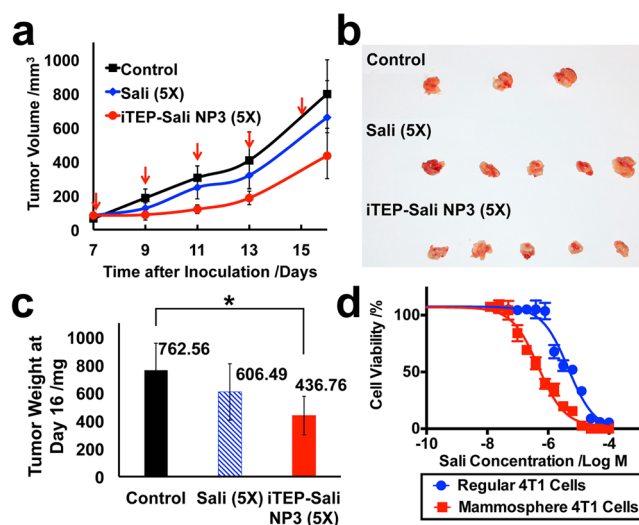 a
Tumor Volume /mm³
1000
800
600
400
200
0
Control
Sali (5X)
iTEP-Sali NP3 (5X)
7 9 11 13 15
Time after Inoculation /Days
b
Control
Sali (5X)
iTEP-Sali NP3 (5X)
c
Tumor Weight at
Day 16 /mg
1000
800
600
400
200
0
*
762.56
606.49
436.76
Control Sali (5X) iTEP-Sali
NP3 (5X)
d
Cell Viability /%
100
50
0
-10 -8 -6 -4 -2
Sali Concentration /Log M
Regular 4T1 Cells
Mammosphere 4T1 Cells